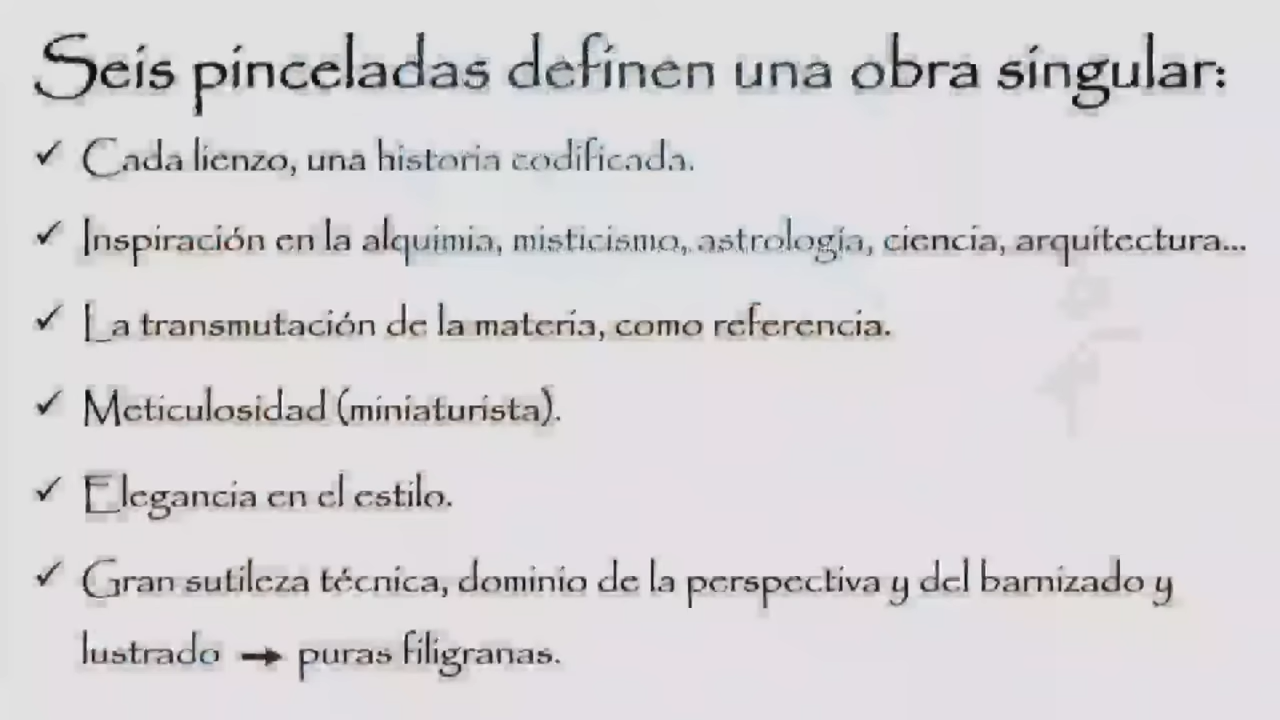 Seis pinceladas definen una obra singular:
✓ Cada lienzo, una historia codificada.
✓ Inspiración en la alquimia, misticismo, astrología, ciencia, arquitectura...
✓ La transmutación de la materia, como referencia.
✓ Meticulosidad (miniaturista).
✓ Elegancia en el estilo.
✓ Gran sutileza técnica, dominio de la perspectiva y del barnizado y
lustrado → puras filigranas.